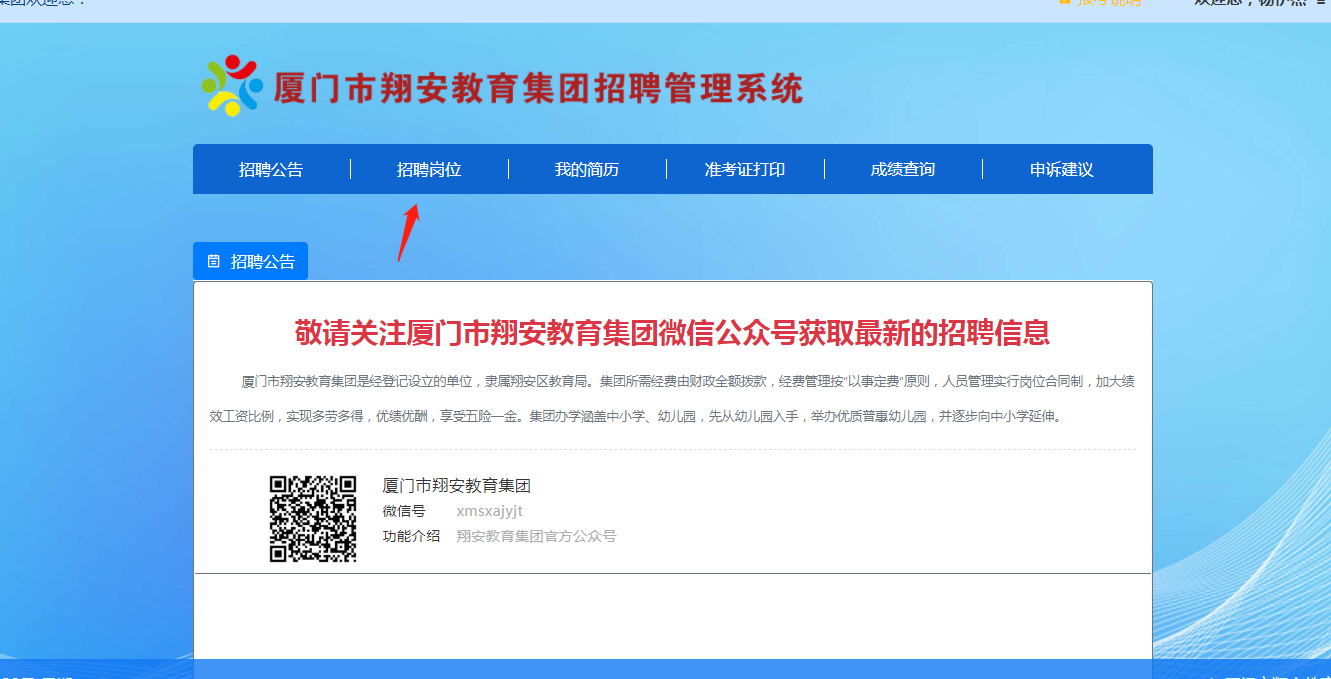 报考说明
厦门市翔安教育集团招聘管理系统
招聘公告
招聘岗位
我的简历
准考证打印
成绩查询
申诉建议
招聘公告
敬请关注厦门市翔安教育集团微信公众号获取最新的招聘信息
厦门市翔安教育集团是经登记设立的单位，隶属翔安区教育局。集团所需经费由财政全额拨款，经费管理按“以事定费”原则，人员管理实行岗位合同制，加大绩
效工资比例，实现多劳多得，优绩优酬，享受五险一金。集团办学涵盖中小学、幼儿园，先从幼儿园入手，举办优质普惠幼儿园，并逐步向中小学延伸。
厦门市翔安教育集团
微信号 xmsxajyjt
功能介绍 翔安教育集团官方公众号